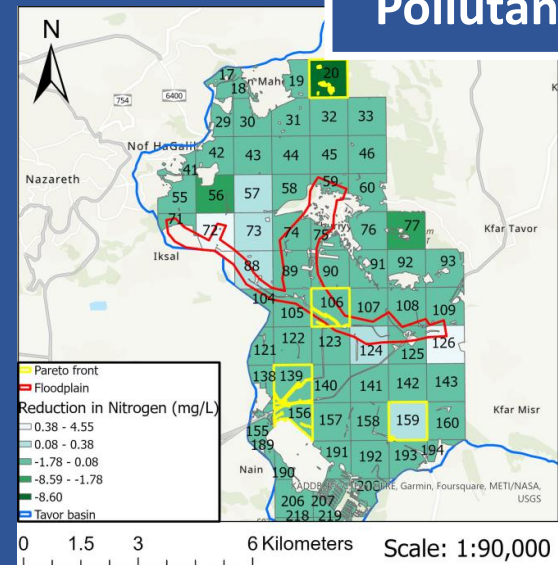 Pollutan
N
17 18 19 20
754 6400
29 30 31 32 33
Nof HaGalil 41 42 43 44 45 46
Nazareth 55 56 57 58 59 60
71 72 73 74 75 76 77
Kfar Tavor
Iksal 88 89 90 91 92 93
104 105 106 107 108 109
121 122 123 124 125 126
138 139 140 141 142 143
155 156 157 158 159 160
Kfar Misr
189
Nain 190 191 192 193 194
Garmin, Foursquare, METI/NASA,
USGS
206 207
218 219
Pareto front
Floodplain
Reduction in Nitrogen (mg/L)
0.38 - 4.55
0.08 - 0.38
-1.78 - 0.08
-8.59 - -1.78
-8.60
Tavor basin
0 1.5 3 6 Kilometers Scale: 1:90,000